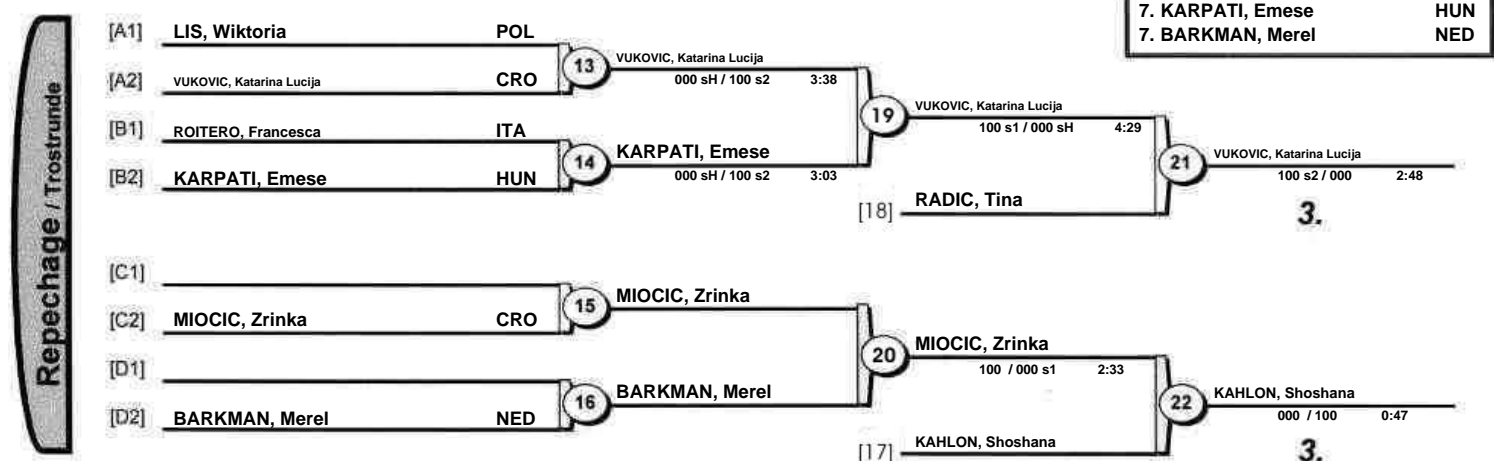 7. KARPATI, Emese HUN
7. BARKMAN, Merel NED
Repechage / Trostrunde
[A1] LIS, Wiktoria POL
[A2] VUKOVIC, Katarina Lucija CRO
13 VUKOVIC, Katarina Lucija
000 sH / 100 s2 3:38
[B1] ROITERO, Francesca ITA
[B2] KARPATI, Emese HUN
14 KARPATI, Emese
000 sH / 100 s2 3:03
19 VUKOVIC, Katarina Lucija
100 s1 / 000 sH 4:29
[18] RADIC, Tina
21 VUKOVIC, Katarina Lucija
100 s2 / 000 2:48
3.
[C1]
[C2] MIOCIC, Zrinka CRO
15 MIOCIC, Zrinka
[D1]
[D2] BARKMAN, Merel NED
16 BARKMAN, Merel
20 MIOCIC, Zrinka
100 / 000 s1 2:33
[17] KAHLON, Shoshana
22 KAHLON, Shoshana
000 / 100 0:47
3.